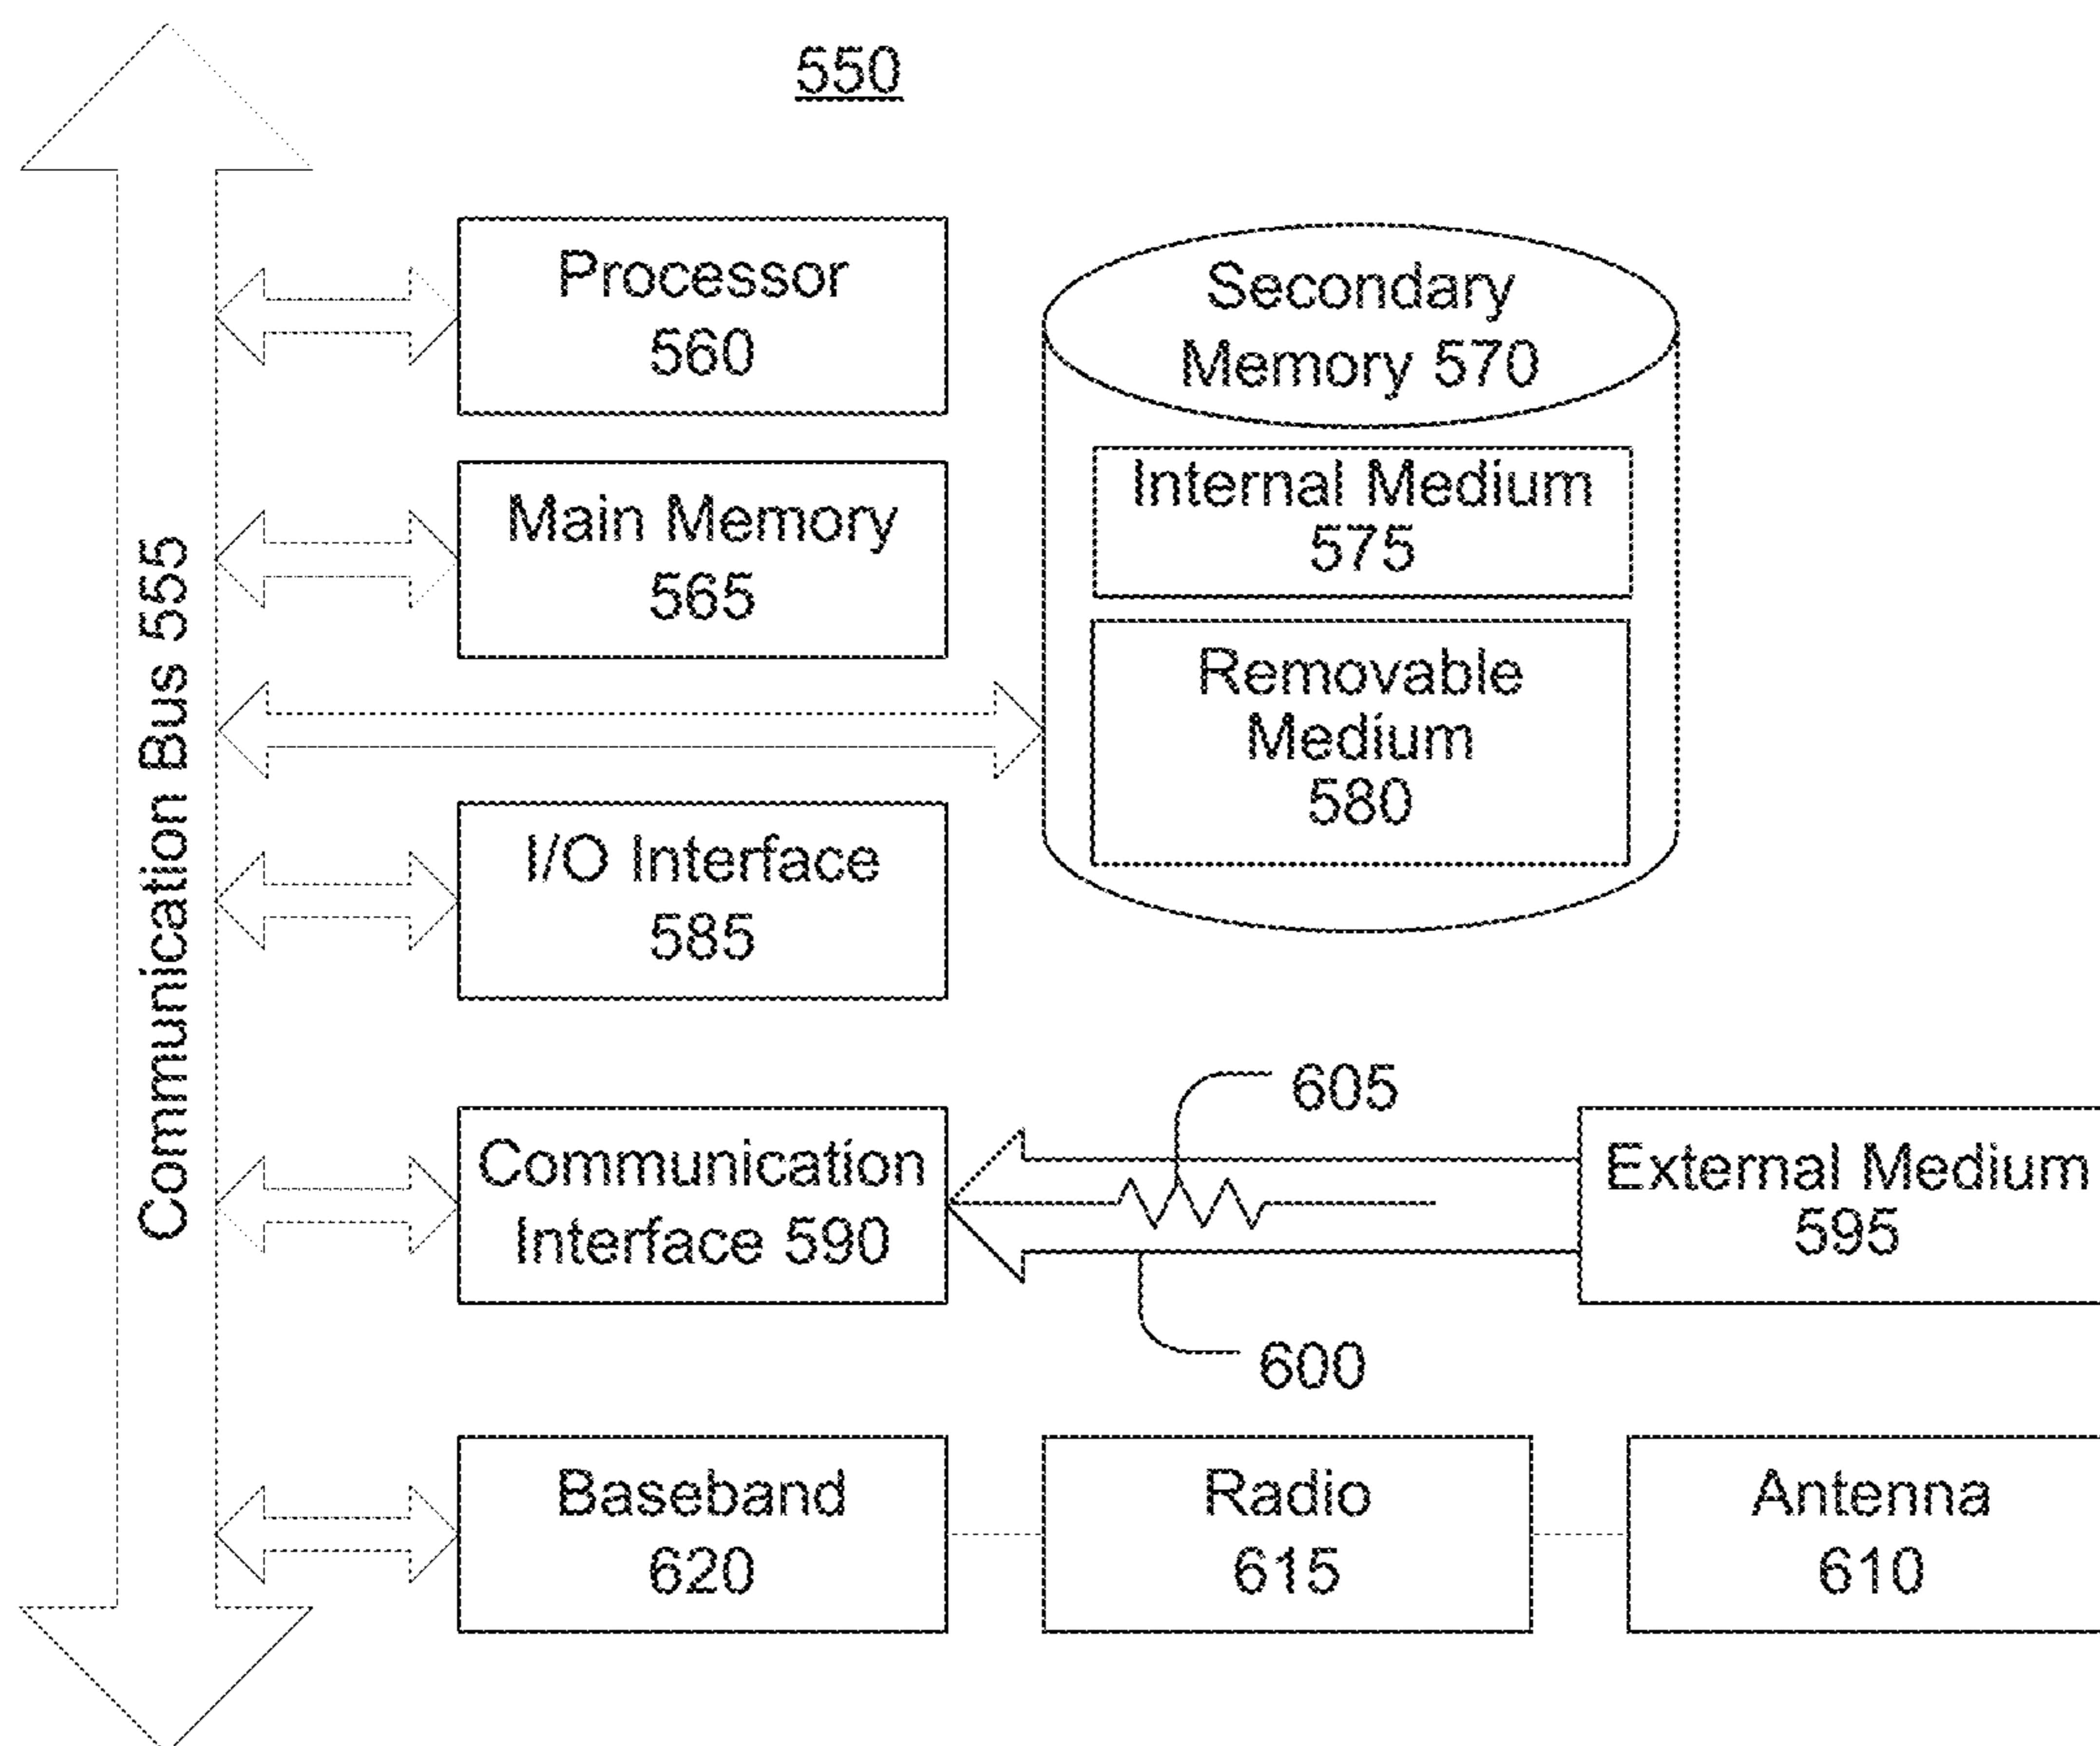 550
Communication Bus 555
Processor
560
Secondary
Memory 570
Main Memory
565
Internal Medium
575
Removable
Medium
580
I/O Interface
585
605
Communication
Interface 590
External Medium
595
600
Baseband
620
Radio
615
Antenna
610